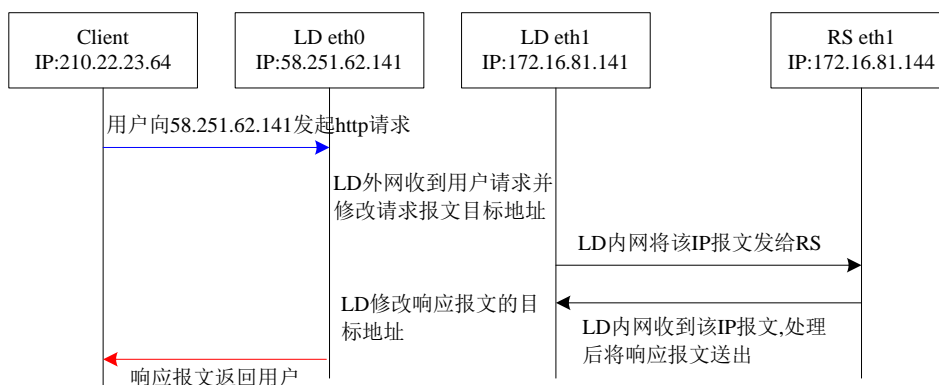 Client
IP:210.22.23.64
LD eth0
IP:58.251.62.141
LD eth1
IP:172.16.81.141
RS eth1
IP:172.16.81.144
用户向58.251.62.141发起http请求
LD外网收到用户请求并
修改请求报文目标地址
LD内网将该IP报文发给RS
LD修改响应报文的目
标地址
LD内网收到该IP报文,处理
后将响应报文送出
响应报文返回用户